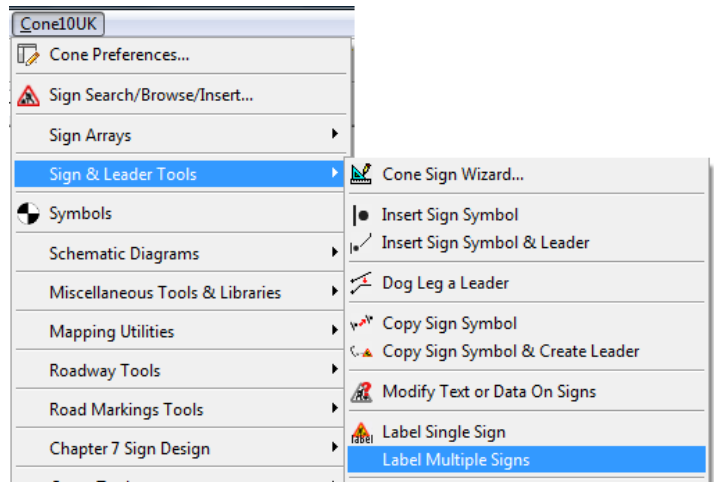 Cone10UK
Cone Preferences...
Sign Search/Browse/Insert...
Sign Arrays
Sign & Leader Tools
Symbols
Schematic Diagrams
Miscellaneous Tools & Libraries
Mapping Utilities
Roadway Tools
Road Markings Tools
Chapter 7 Sign Design
Cone Sign Wizard...
Insert Sign Symbol
Insert Sign Symbol & Leader
Dog Leg a Leader
Copy Sign Symbol
Copy Sign Symbol & Create Leader
Modify Text or Data On Signs
label
Label Single Sign
Label Multiple Signs